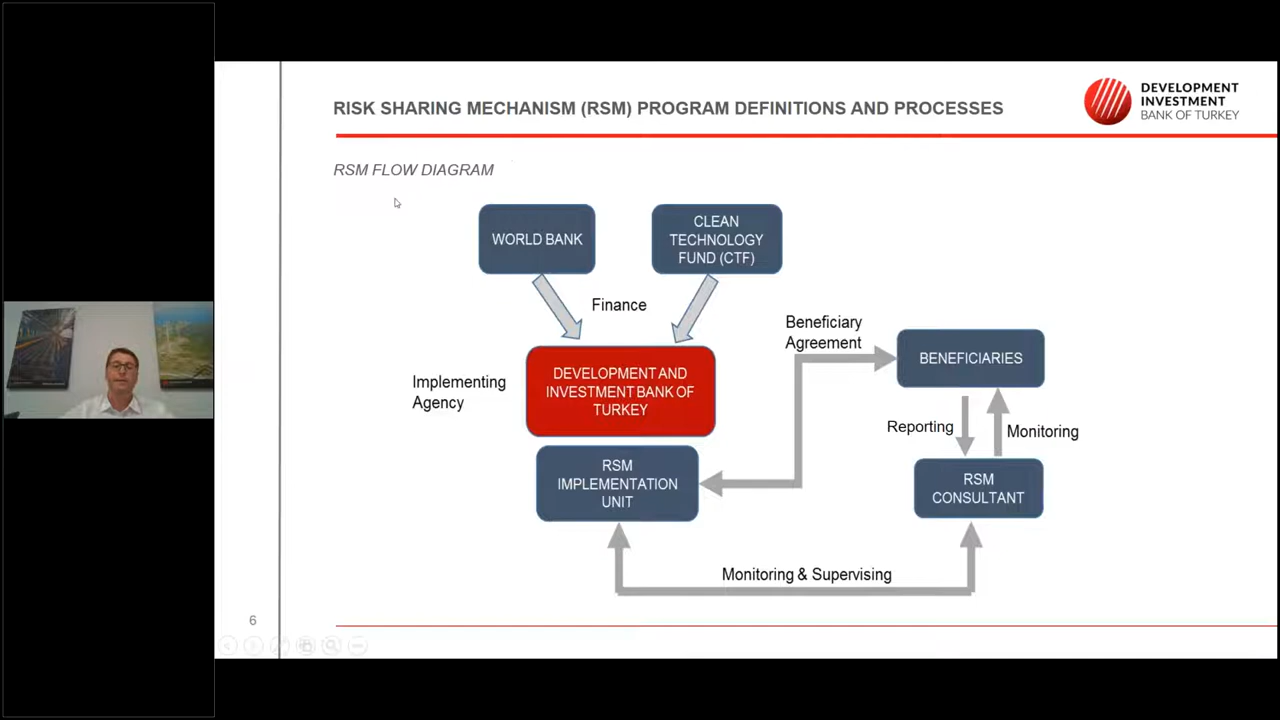 RISK SHARING MECHANISM (RSM) PROGRAM DEFINITIONS AND PROCESSES
DEVELOPMENT
INVESTMENT
BANK OF TURKEY
RSM FLOW DIAGRAM
WORLD BANK
CLEAN
TECHNOLOGY
FUND (CTF)
Finance
Beneficiary
Agreement
BENEFICIARIES
Implementing
Agency
DEVELOPMENT AND
INVESTMENT BANK OF
TURKEY
Reporting
Monitoring
RSM
IMPLEMENTATION
UNIT
RSM
CONSULTANT
Monitoring & Supervising
6